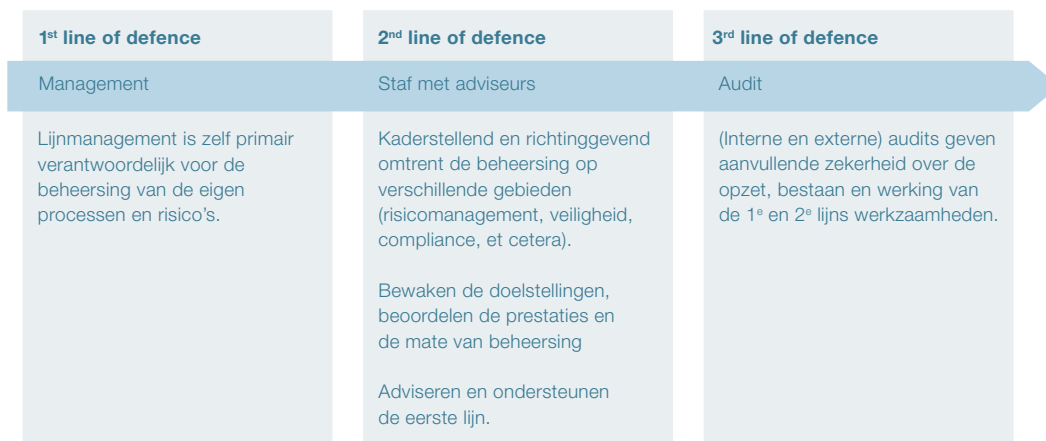 1st line of defence
Management
Lijnmanagement is zelf primair
verantwoordelijk voor de
beheersing van de eigen
processen en risico's.
2nd line of defence
Staf met adviseurs
Kaderstellend en richtinggevend
omtrent de beheersing op
verschillende gebieden
(risicomanagement, veiligheid,
compliance, et cetera).
Bewaken de doelstellingen,
beoordelen de prestaties en
de mate van beheersing
Adviseren en ondersteunen
de eerste lijn.
3rd line of defence
Audit
(Interne en externe) audits geven
aanvullende zekerheid over de
opzet, bestaan en werking van
de 1e en 2e lijns werkzaamheden.